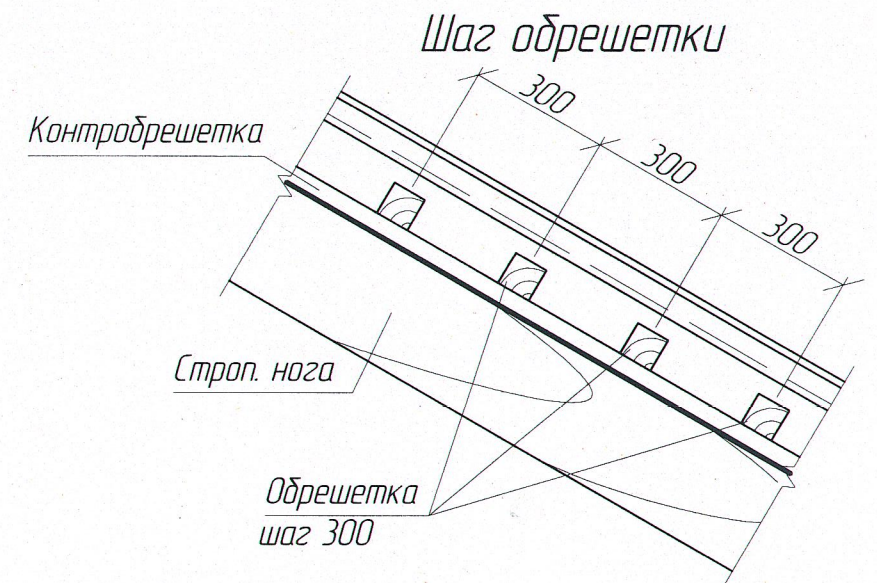 Шаг обрешетки
300
300
300
Контробрешетка
Строп. нога
Обрешетка
шаг 300